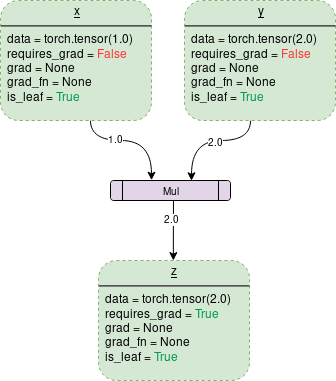 x
data = torch.tensor(1.0)
requires_grad = False
grad = None
grad_fn = None
is_leaf = True
y
data = torch.tensor(2.0)
requires_grad = False
grad = None
grad_fn = None
is_leaf = True
1.0
2.0
Mul
2.0
z
data = torch.tensor(2.0)
requires_grad = True
grad = None
grad_fn = None
is_leaf = True